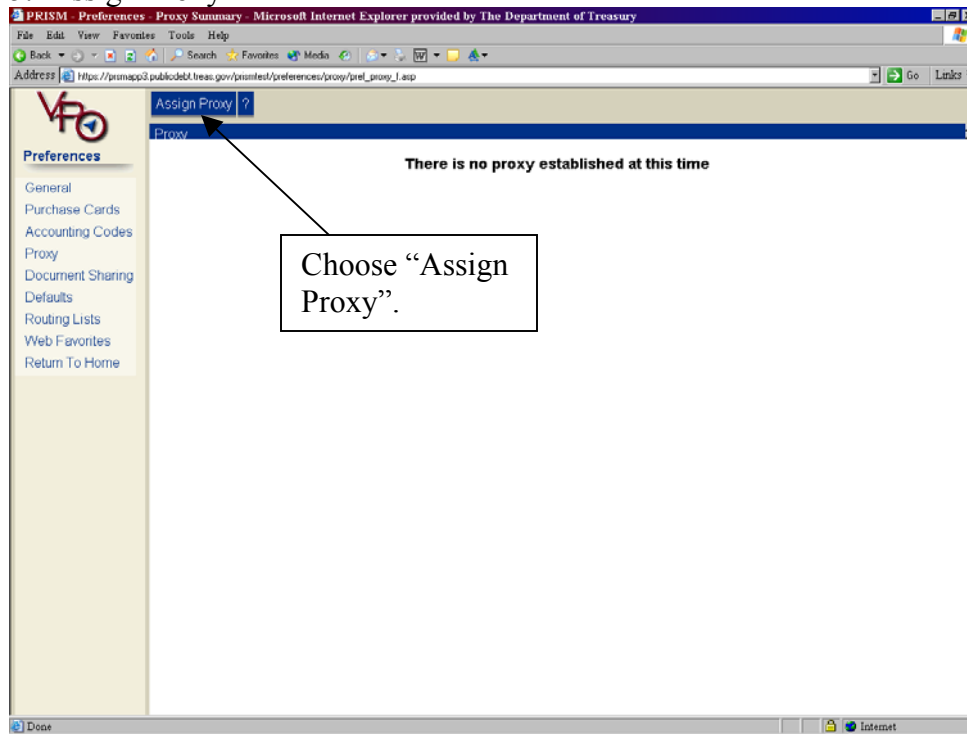 PRISM - Preferences - Proxy Summary - Microsoft Internet Explorer provided by The Department of Treasury
File Edit View Favorites Tools Help
Back Search Favorites Media
Address https://prismapp3.publicdebt.treas.gov/prismtest/preferences/proxy/pref_proxy_l.asp Go Links
VPO
Assign Proxy ?
Proxy
Preferences
There is no proxy established at this time
General
Purchase Cards
Accounting Codes
Proxy
Document Sharing
Defaults
Routing Lists
Web Favorites
Return To Home
Choose “Assign
Proxy”.
Done Internet